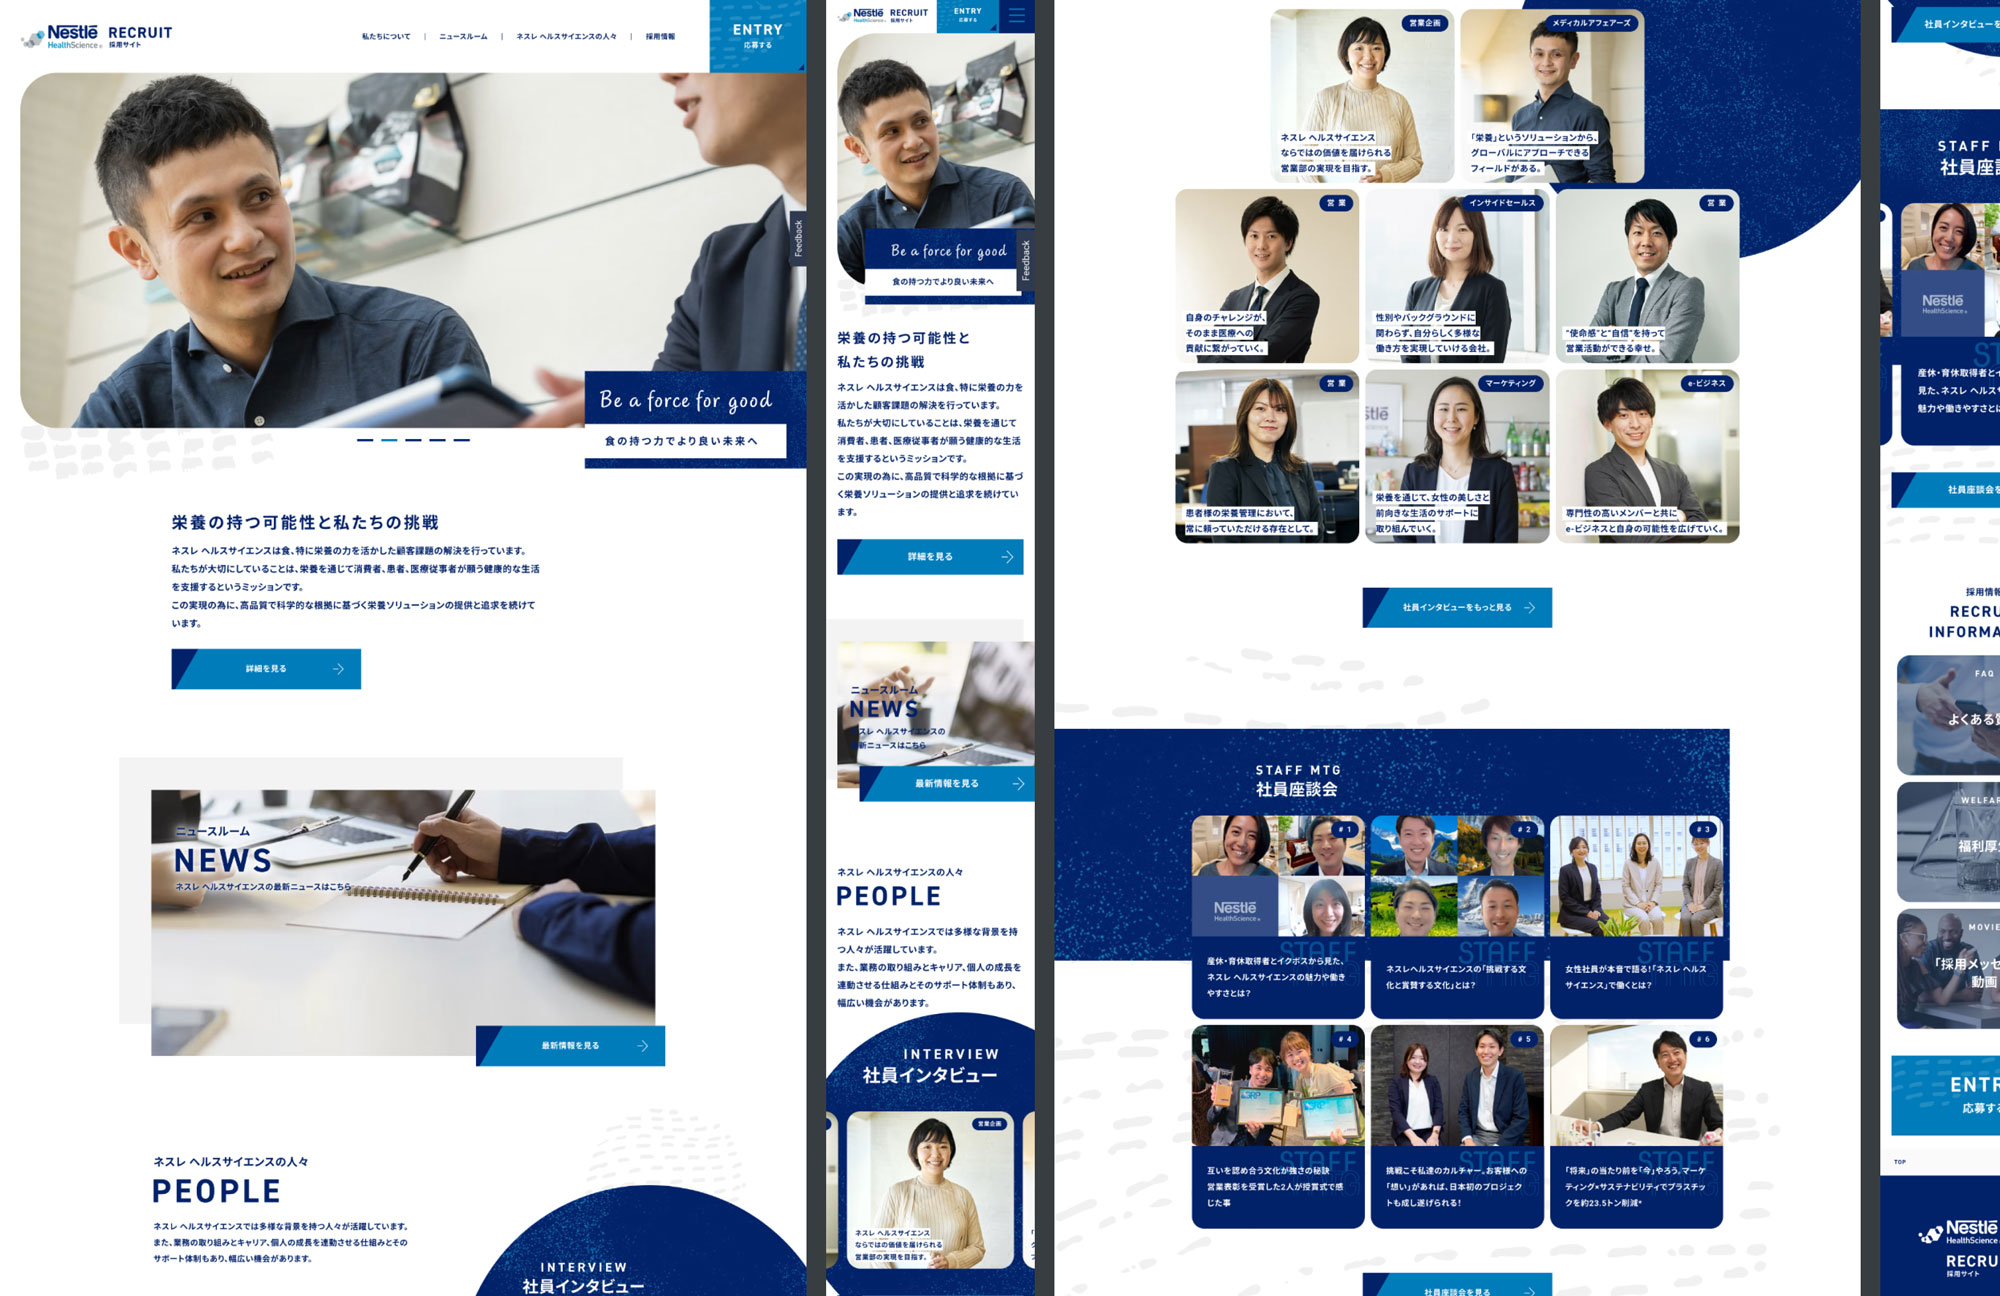 Nestlé
HealthScience
RECRUIT
採用サイト
私たちについて
ニュースルーム
ネスレ ヘルスサイエンスの人々
採用情報
ENTRY
応募する
Feedback
Be a force for good
食の持つ力でより良い未来へ
栄養の持つ可能性と私たちの挑戦
ネスレ ヘルスサイエンスは食、特に栄養の力を活かした顧客課題の解決を行っています。
私たちが大切にしていることは、栄養を通じて消費者、患者、医療従事者が願う健康的な生活
を支援するというミッションです。
この実現の為に、高品質で科学的な根拠に基づく栄養ソリューションの提供と追求を続けて
います。
詳細を見る
ニュースルーム
NEWS
ネスレ ヘルスサイエンスの最新ニュースはこちら
最新情報を見る
ネスレ ヘルスサイエンスの人々
PEOPLE
ネスレ ヘルスサイエンスでは多様な背景を持つ人々が活躍しています。
また、業務の取り組みとキャリア、個人の成長を連動させる仕組みとその
サポート体制もあり、幅広い機会があります。
INTERVIEW
社員インタビュー
Nestlé
HealthScience
RECRUIT
採用サイト
ENTRY
応募する
Be a force for good
食の持つ力でより良い未来へ
Feedback
栄養の持つ可能性と
私たちの挑戦
ネスレ ヘルスサイエンスは食、特に栄養の力を
活かした顧客課題の解決を行っています。
私たちが大切にしていることは、栄養を通じて
消費者、患者、医療従事者が願う健康的な生活
を支援するというミッションです。
この実現の為に、高品質で科学的な根拠に基づ
く栄養ソリューションの提供と追求を続けてい
ます。
詳細を見る
ニュースルーム
NEWS
ネスレ ヘルスサイエンスの
最新ニュースはこちら
最新情報を見る
ネスレ ヘルスサイエンスの人々
PEOPLE
ネスレ ヘルスサイエンスでは多様な背景を持
つ人々が活躍しています。
また、業務の取り組みとキャリア、個人の成長を
連動させる仕組みとそのサポート体制もあり、
幅広い機会があります。
INTERVIEW
社員インタビュー
営業企画
ネスレ ヘルスサイエンス
ならではの価値を届けられる
営業部の実現を目指す。
営業企画
ネスレ ヘルスサイエンス
ならではの価値を届けられる
営業部の実現を目指す。
メディカルアフェアーズ
「栄養」というソリューションから、
グローバルにアプローチできる
フィールドがある。
営業
自身のチャレンジが、
そのまま医療への
貢献に繋がっていく。
インサイドセールス
性別やバックグラウンドに
関わらず、自分らしく多様な
働き方を実現していける会社。
営業
"使命感"と"自信"を持って
営業活動ができる幸せ。
営業
患者様の栄養管理において、
常に頼っていただける存在として。
マーケティング
栄養を通じて、女性の美しさと
前向きな生活のサポートに
取り組んでいく。
e-ビジネス
専門性の高いメンバーと共に
e-ビジネスと自身の可能性を広げていく。
社員インタビューをもっと見る
STAFF MTG
社員座談会
#1
Nestlé
HealthScience
STAFF
産休・育休取得者とイクボスから見た、
ネスレ ヘルスサイエンスの魅力や働き
やすさとは?
#2
STAFF
ネスレヘルスサイエンスの「挑戦する文
化と賞賛する文化」とは?
#3
STAFF
女性社員が本音で語る!「ネスレ ヘルス
サイエンス」で働くとは?
#4
STAFF
互いを認め合う文化が強さの秘訣
営業表彰を受賞した2人が授賞式で感
じた事
#5
STAFF
挑戦こそ私達のカルチャー。お客様への
「想い」があれば、日本初のプロジェク
トも成し遂げられる!
#6
STAFF
「将来」の当たり前を「今」やろう。マーケ
ティング×サステナビリティでプラスチッ
クを約23.5トン削減*
社員座談会を見る
社員インタビューを
STAFF
社員座
Nestlé
HealthScience
産休・育休取得者と
見た、ネスレ ヘルス
魅力や働きやすさとは
社員座談会を
採用情報
RECRU
INFORMA
FAQ
よくある
WELFA
福利厚
MOVIE
「採用メッセ
動画
ENTR
応募する
TOP
Nestlé
HealthScience
RECRU
採用サイト